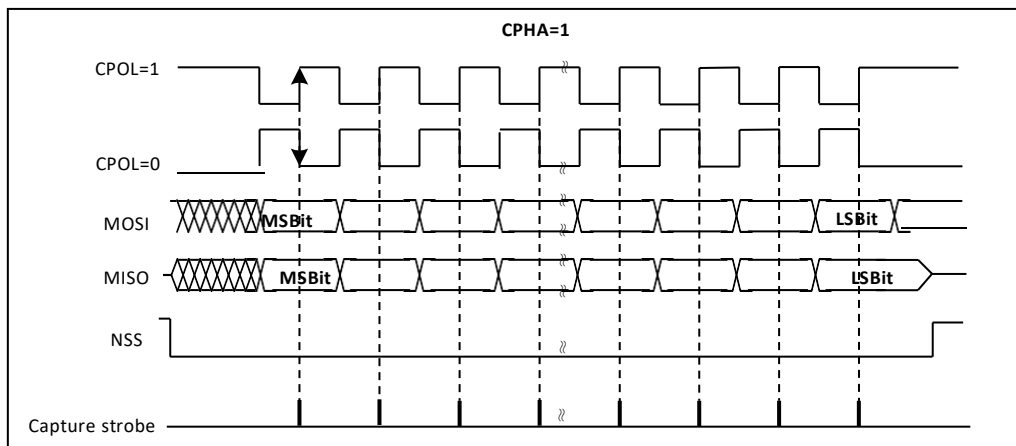 CPHA=1
CPOL=1
CPOL=0
MOSI MSBit LSBit
MISO MSBit LSBit
NSS
Capture strobe